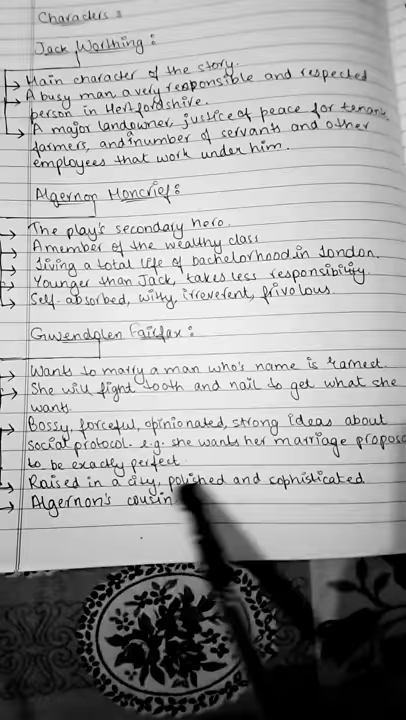 Characters :
Jack Worthing :
Main character of the story.
A busy man a very responsible and respected
person in Hertfordshire.
A major landowner, justice of peace for tenant
farmers, and a number of servants and other
employees that work under him.
Algernon Moncrief :
The play's secondary hero.
A member of the wealthy class
Living a total life of bachelorhood in London.
Younger than Jack, takes less responsibility.
Self-absorbed, witty, irreverent, frivolous
Gwendolen Fairfax :
Wants to marry a man who's name is Earnest.
She will fight tooth and nail to get what she
wants.
Bossy, forceful, opinionated, strong ideas about
social protocol. e.g: she wants her marriage propos
to be exactly perfect.
Raised in a city, polished and sophisticated
Algernon's cousin